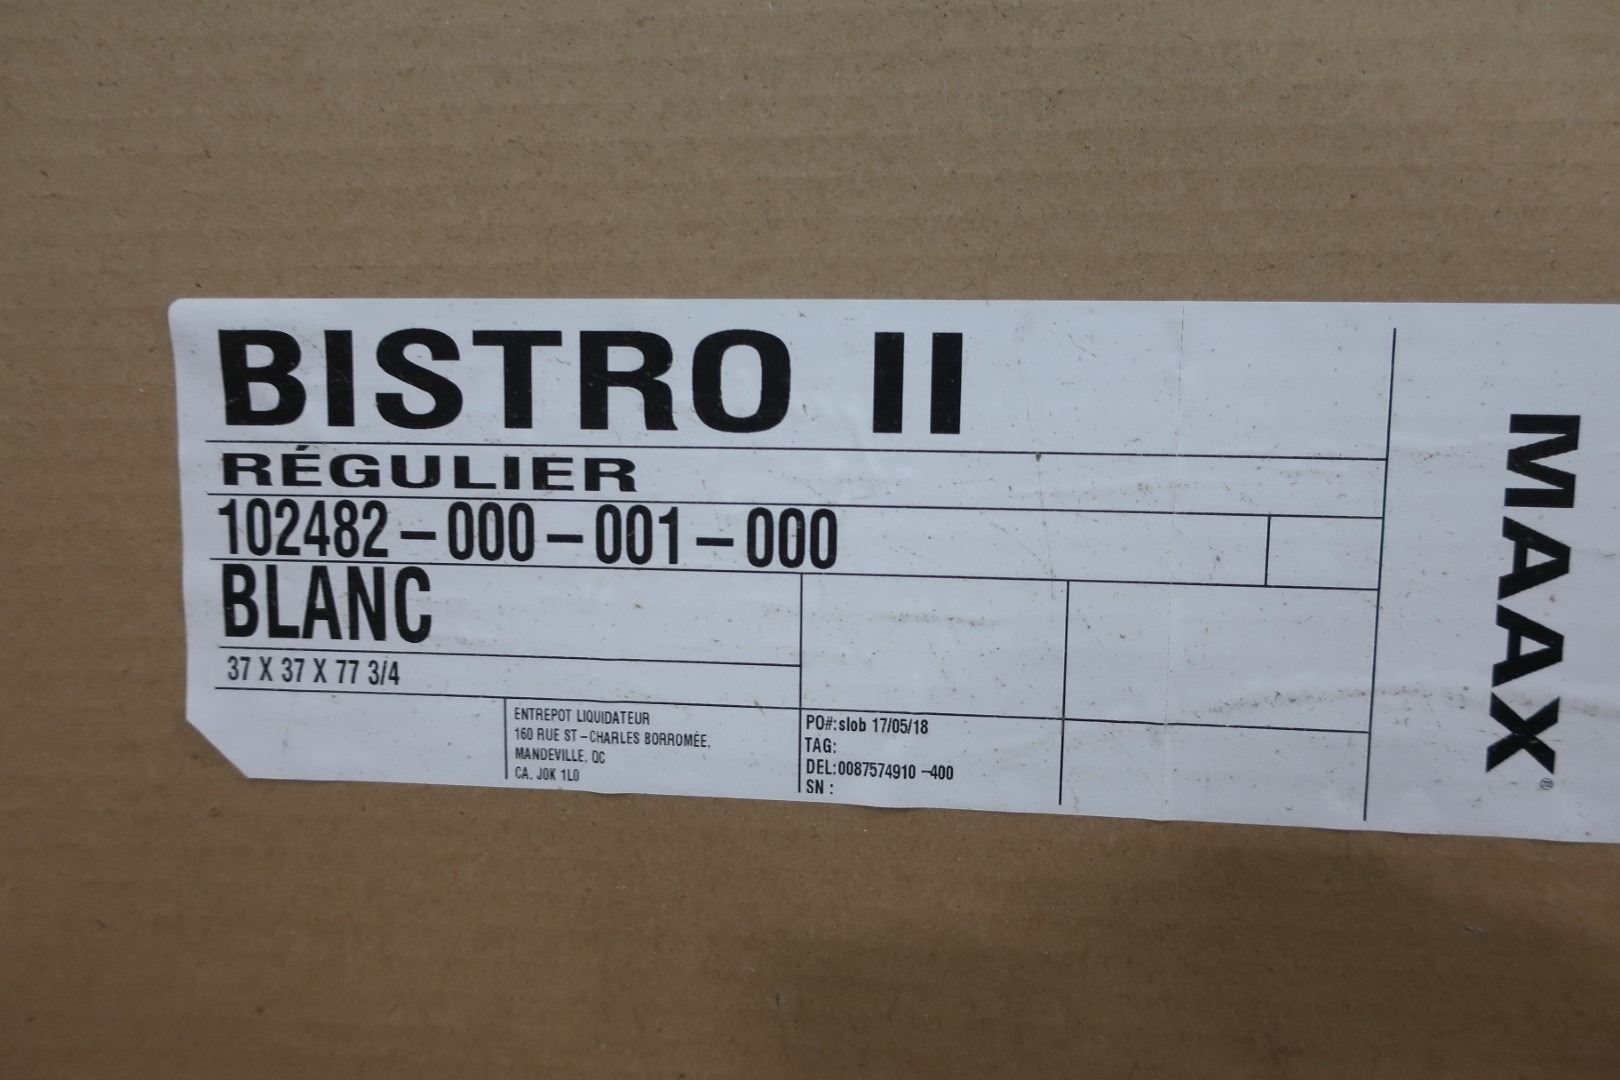 BISTRO II
RÉGULIER
102482-000-001-000
BLANC
37 X 37 X 77 3/4
ENTREPOT LIQUIDATEUR
160 RUE ST-CHARLES BORROMÉE,
MANDEVILLE, QC
CA, J0K 1L0
PO#:slob 17/05/18
TAG:
DEL:0087574910-400
SN :
MAAX®